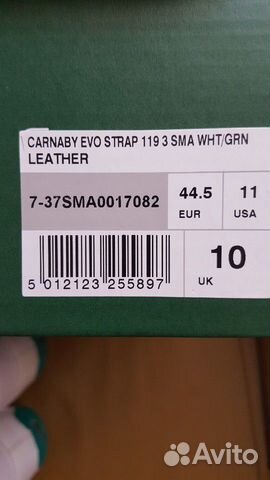 CARNABY EVO STRAP 119 3 SMA WHT/GRN
LEATHER
7-37SMA0017082
44.5
EUR
11
USA
10
UK
5 012123 255897
Avito